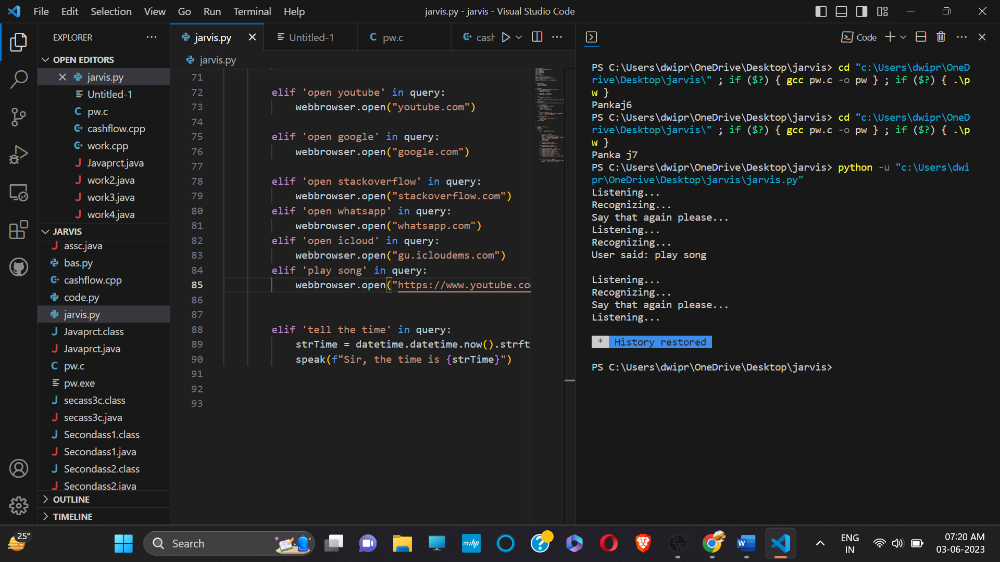 File Edit Selection View Go Run Terminal Help
jarvis.py - jarvis - Visual Studio Code
EXPLORER
OPEN EDITORS
jarvis.py
Untitled-1
pw.c
cashflow.cpp
work.cpp
Javaprct.java
work2.java
work3.java
work4.java
JARVIS
assc.java
bas.py
cashflow.cpp
code.py
jarvis.py
Javaprct.class
Javaprct.java
pw.c
pw.exe
secass3c.class
secass3c.java
Secondass1.class
Secondass1.java
Secondass2.class
Secondass2.java
OUTLINE
TIMELINE
jarvis.py Untitled-1 pw.c cash
jarvis.py
71
72 elif 'open youtube' in query:
73 webbrowser.open("youtube.com")
74
75 elif 'open google' in query:
76 webbrowser.open("google.com")
77
78 elif 'open stackoverflow' in query:
79 webbrowser.open("stackoverflow.com")
80 elif 'open whatsapp' in query:
81 webbrowser.open("whatsapp.com")
82 elif 'open icloud' in query:
83 webbrowser.open("gu.icloudems.com")
84 elif 'play song' in query:
85 webbrowser.open("https://www.youtube.co
86
87
88 elif 'tell the time' in query:
89 strTime = datetime.datetime.now().strft
90 speak(f"Sir, the time is {strTime}")
91
92
93
Code
PS C:\Users\dwipr\OneDrive\Desktop\jarvis> cd "c:\Users\dwipr\OneD
rive\Desktop\jarvis\" ; if ($?) { gcc pw.c -o pw } ; if ($?) { .\p
w }
Pankaj6
PS C:\Users\dwipr\OneDrive\Desktop\jarvis> cd "c:\Users\dwipr\OneD
rive\Desktop\jarvis\" ; if ($?) { gcc pw.c -o pw } ; if ($?) { .\p
w }
Panka j7
PS C:\Users\dwipr\OneDrive\Desktop\jarvis> python -u "c:\Users\dwi
pr\OneDrive\Desktop\jarvis\jarvis.py"
Listening...
Recognizing...
Say that again please...
Listening...
Recognizing...
User said: play song
Listening...
Recognizing...
Say that again please...
Listening...
* History restored
PS C:\Users\dwipr\OneDrive\Desktop\jarvis>
25°
Search
myhp
ENG
IN
07:20 AM
03-06-2023